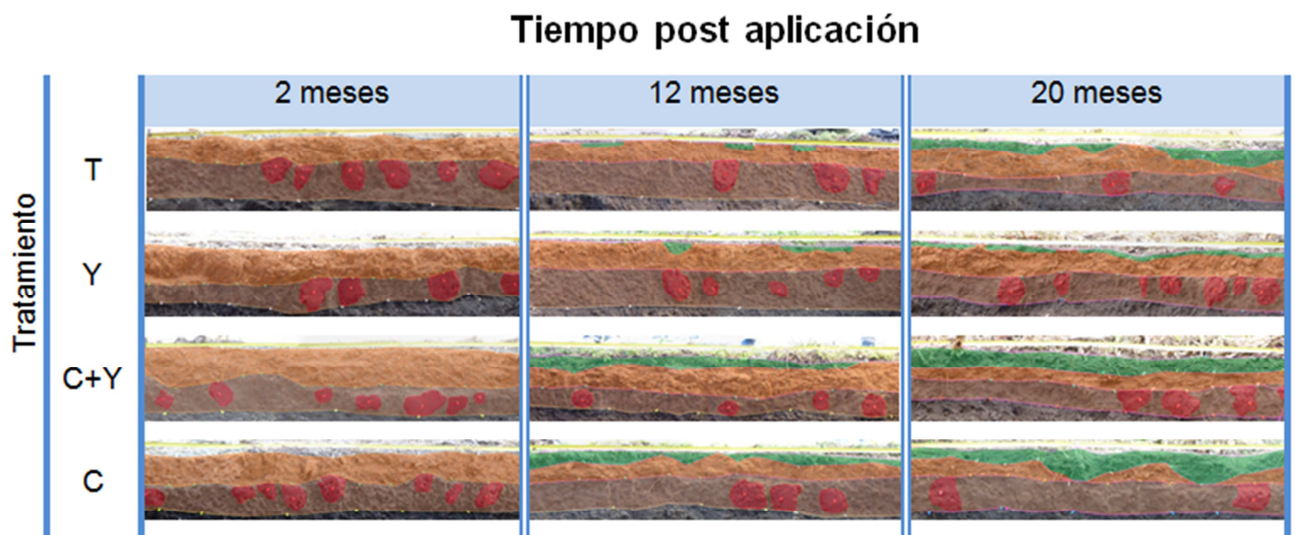 Tiempo post aplicación
2 meses
12 meses
20 meses
Tratamiento
T
Y
C+Y
C